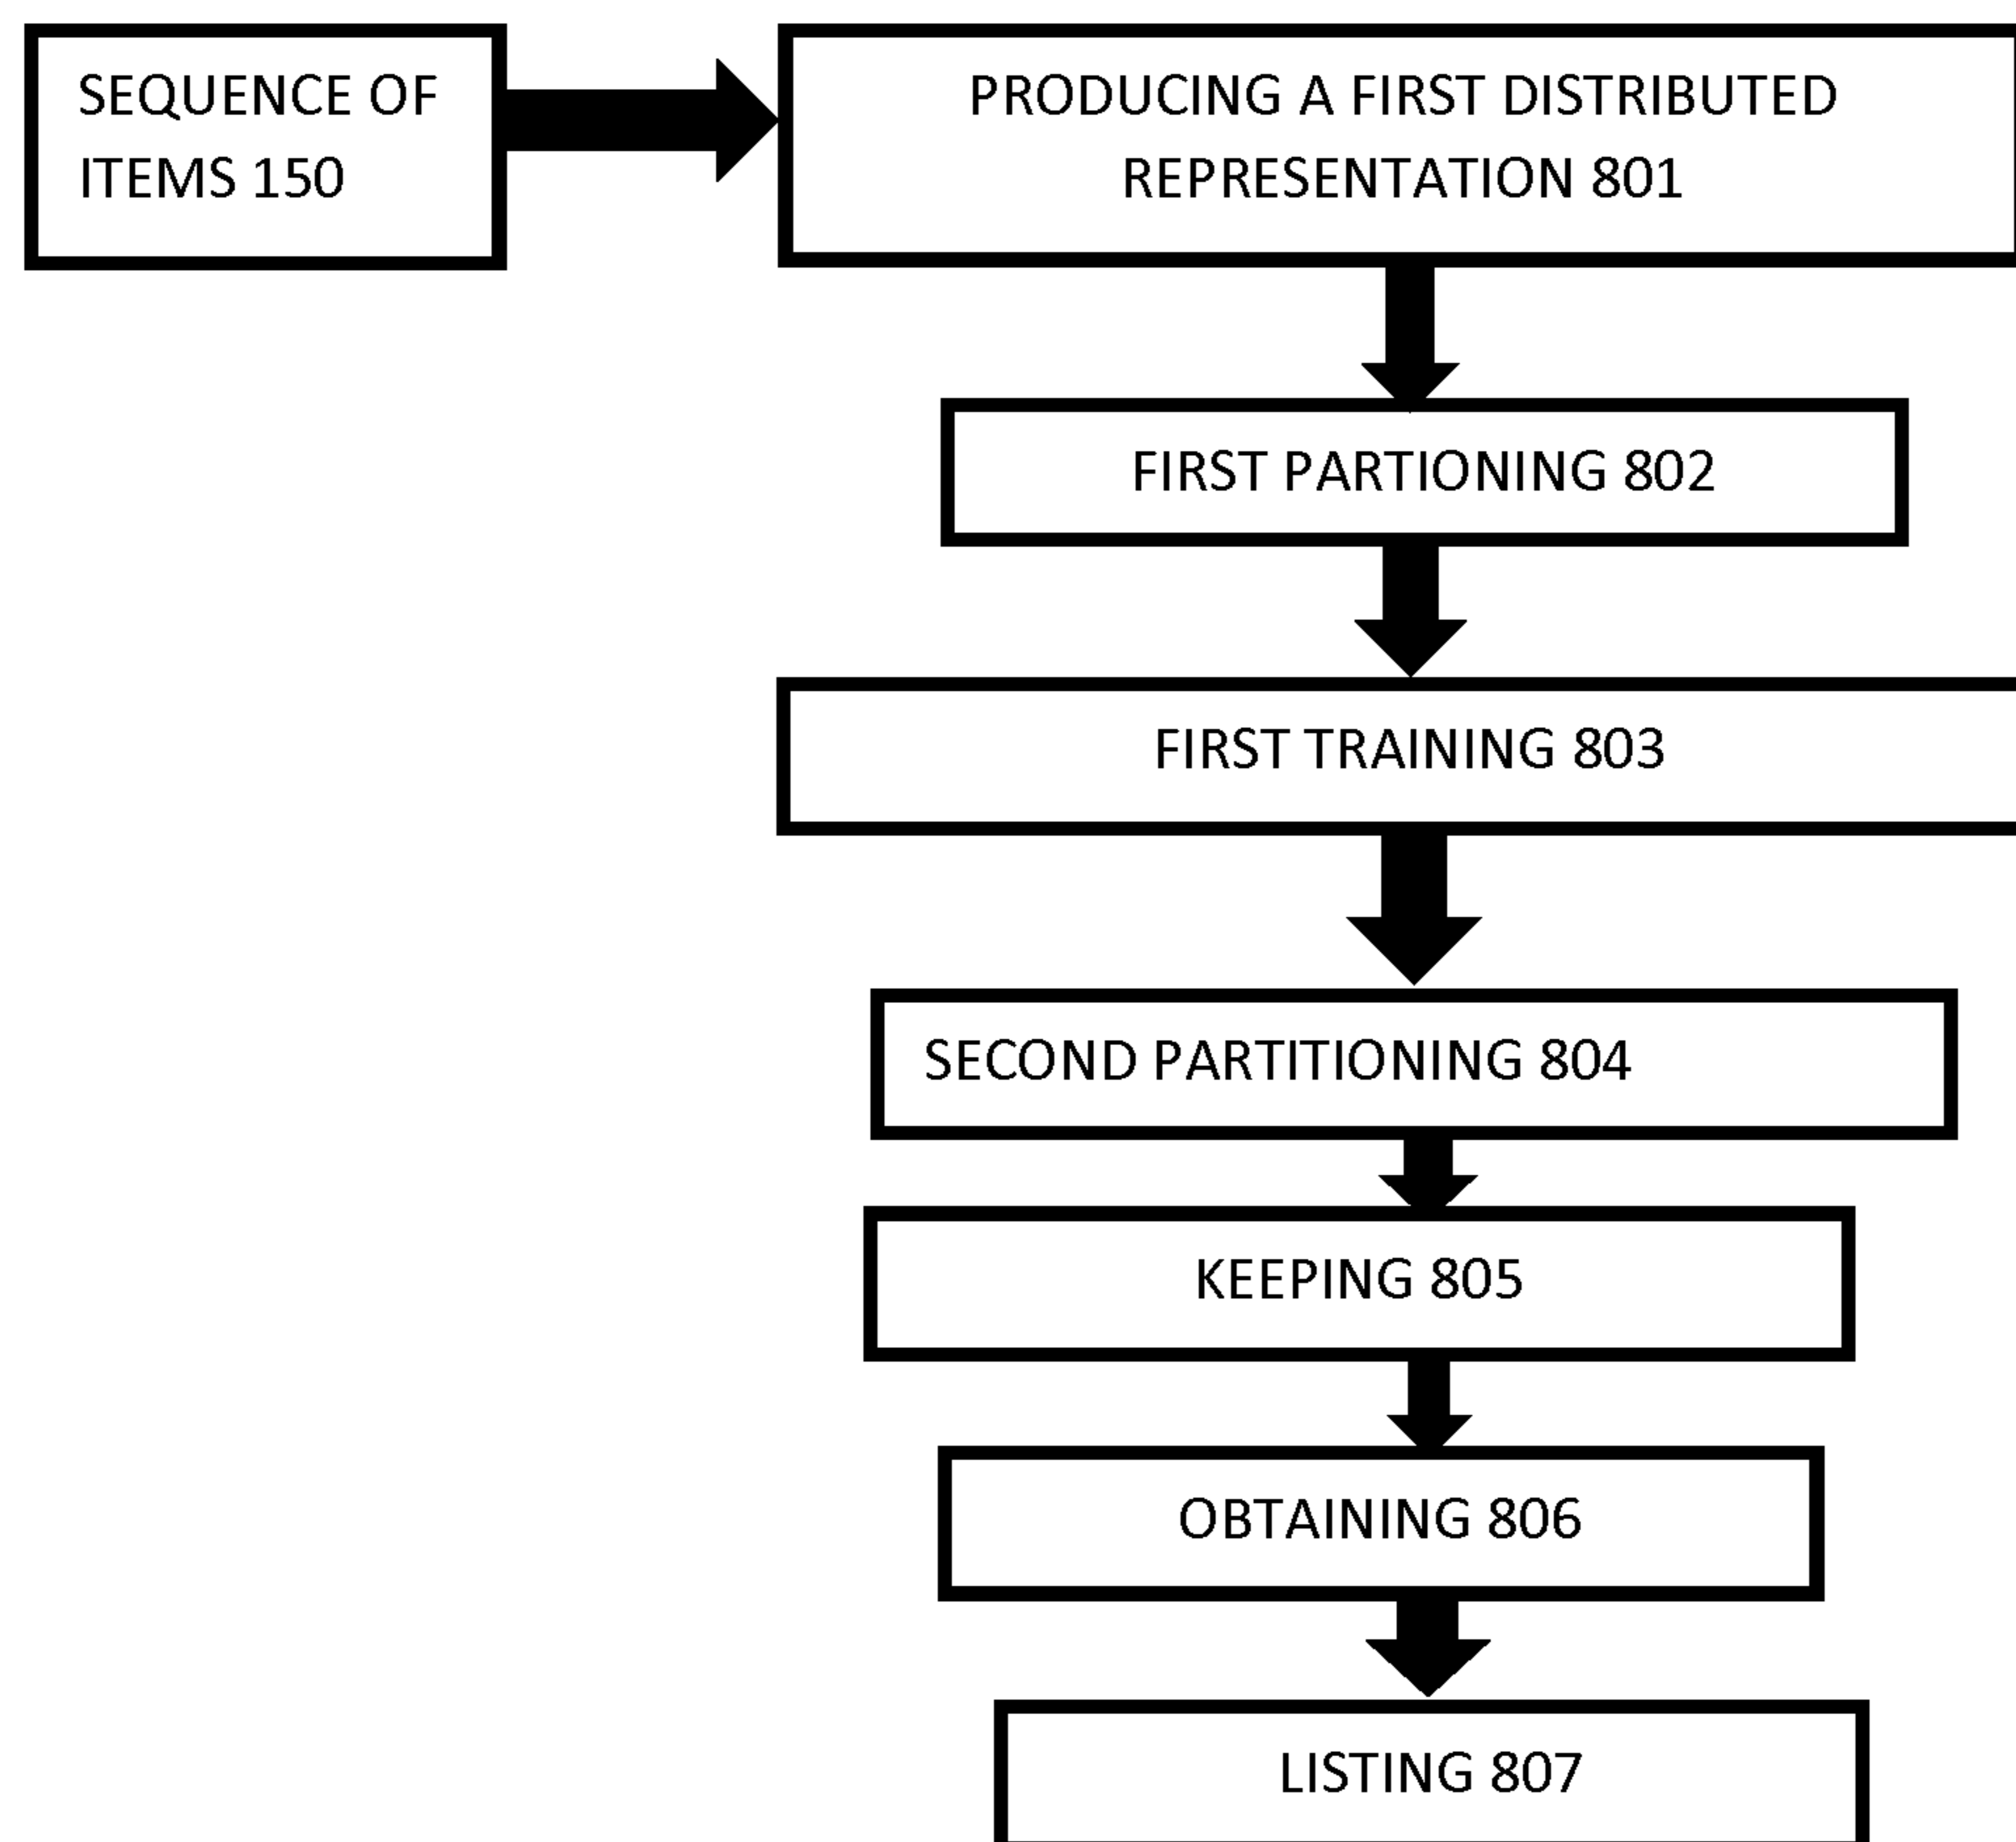 SEQUENCE OF
ITEMS 150
PRODUCING A FIRST DISTRIBUTED
REPRESENTATION 801
FIRST PARTIONING 802
FIRST TRAINING 803
SECOND PARTITIONING 804
KEEPING 805
OBTAINING 806
LISTING 807